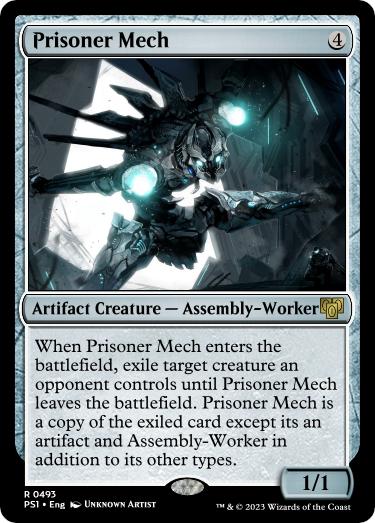 Prisoner Mech 4
Artifact Creature — Assembly-Worker
When Prisoner Mech enters the
battlefield, exile target creature an
opponent controls until Prisoner Mech
leaves the battlefield. Prisoner Mech is
a copy of the exiled card except its an
artifact and Assembly-Worker in
addition to its other types.
1/1
R 0493
PS1 • Eng Unknown Artist
™ & © 2023 Wizards of the Coast